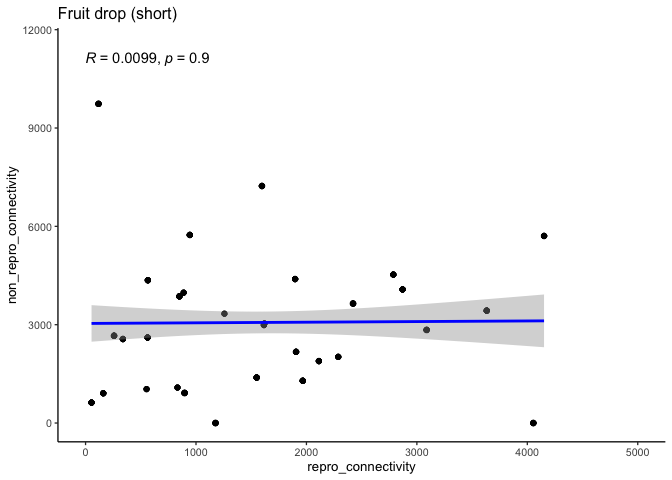 Fruit drop (short)
R = 0.0099, p = 0.9
12000
9000
6000
3000
0
non_repro_connectivity
0 1000 2000 3000 4000 5000
repro_connectivity